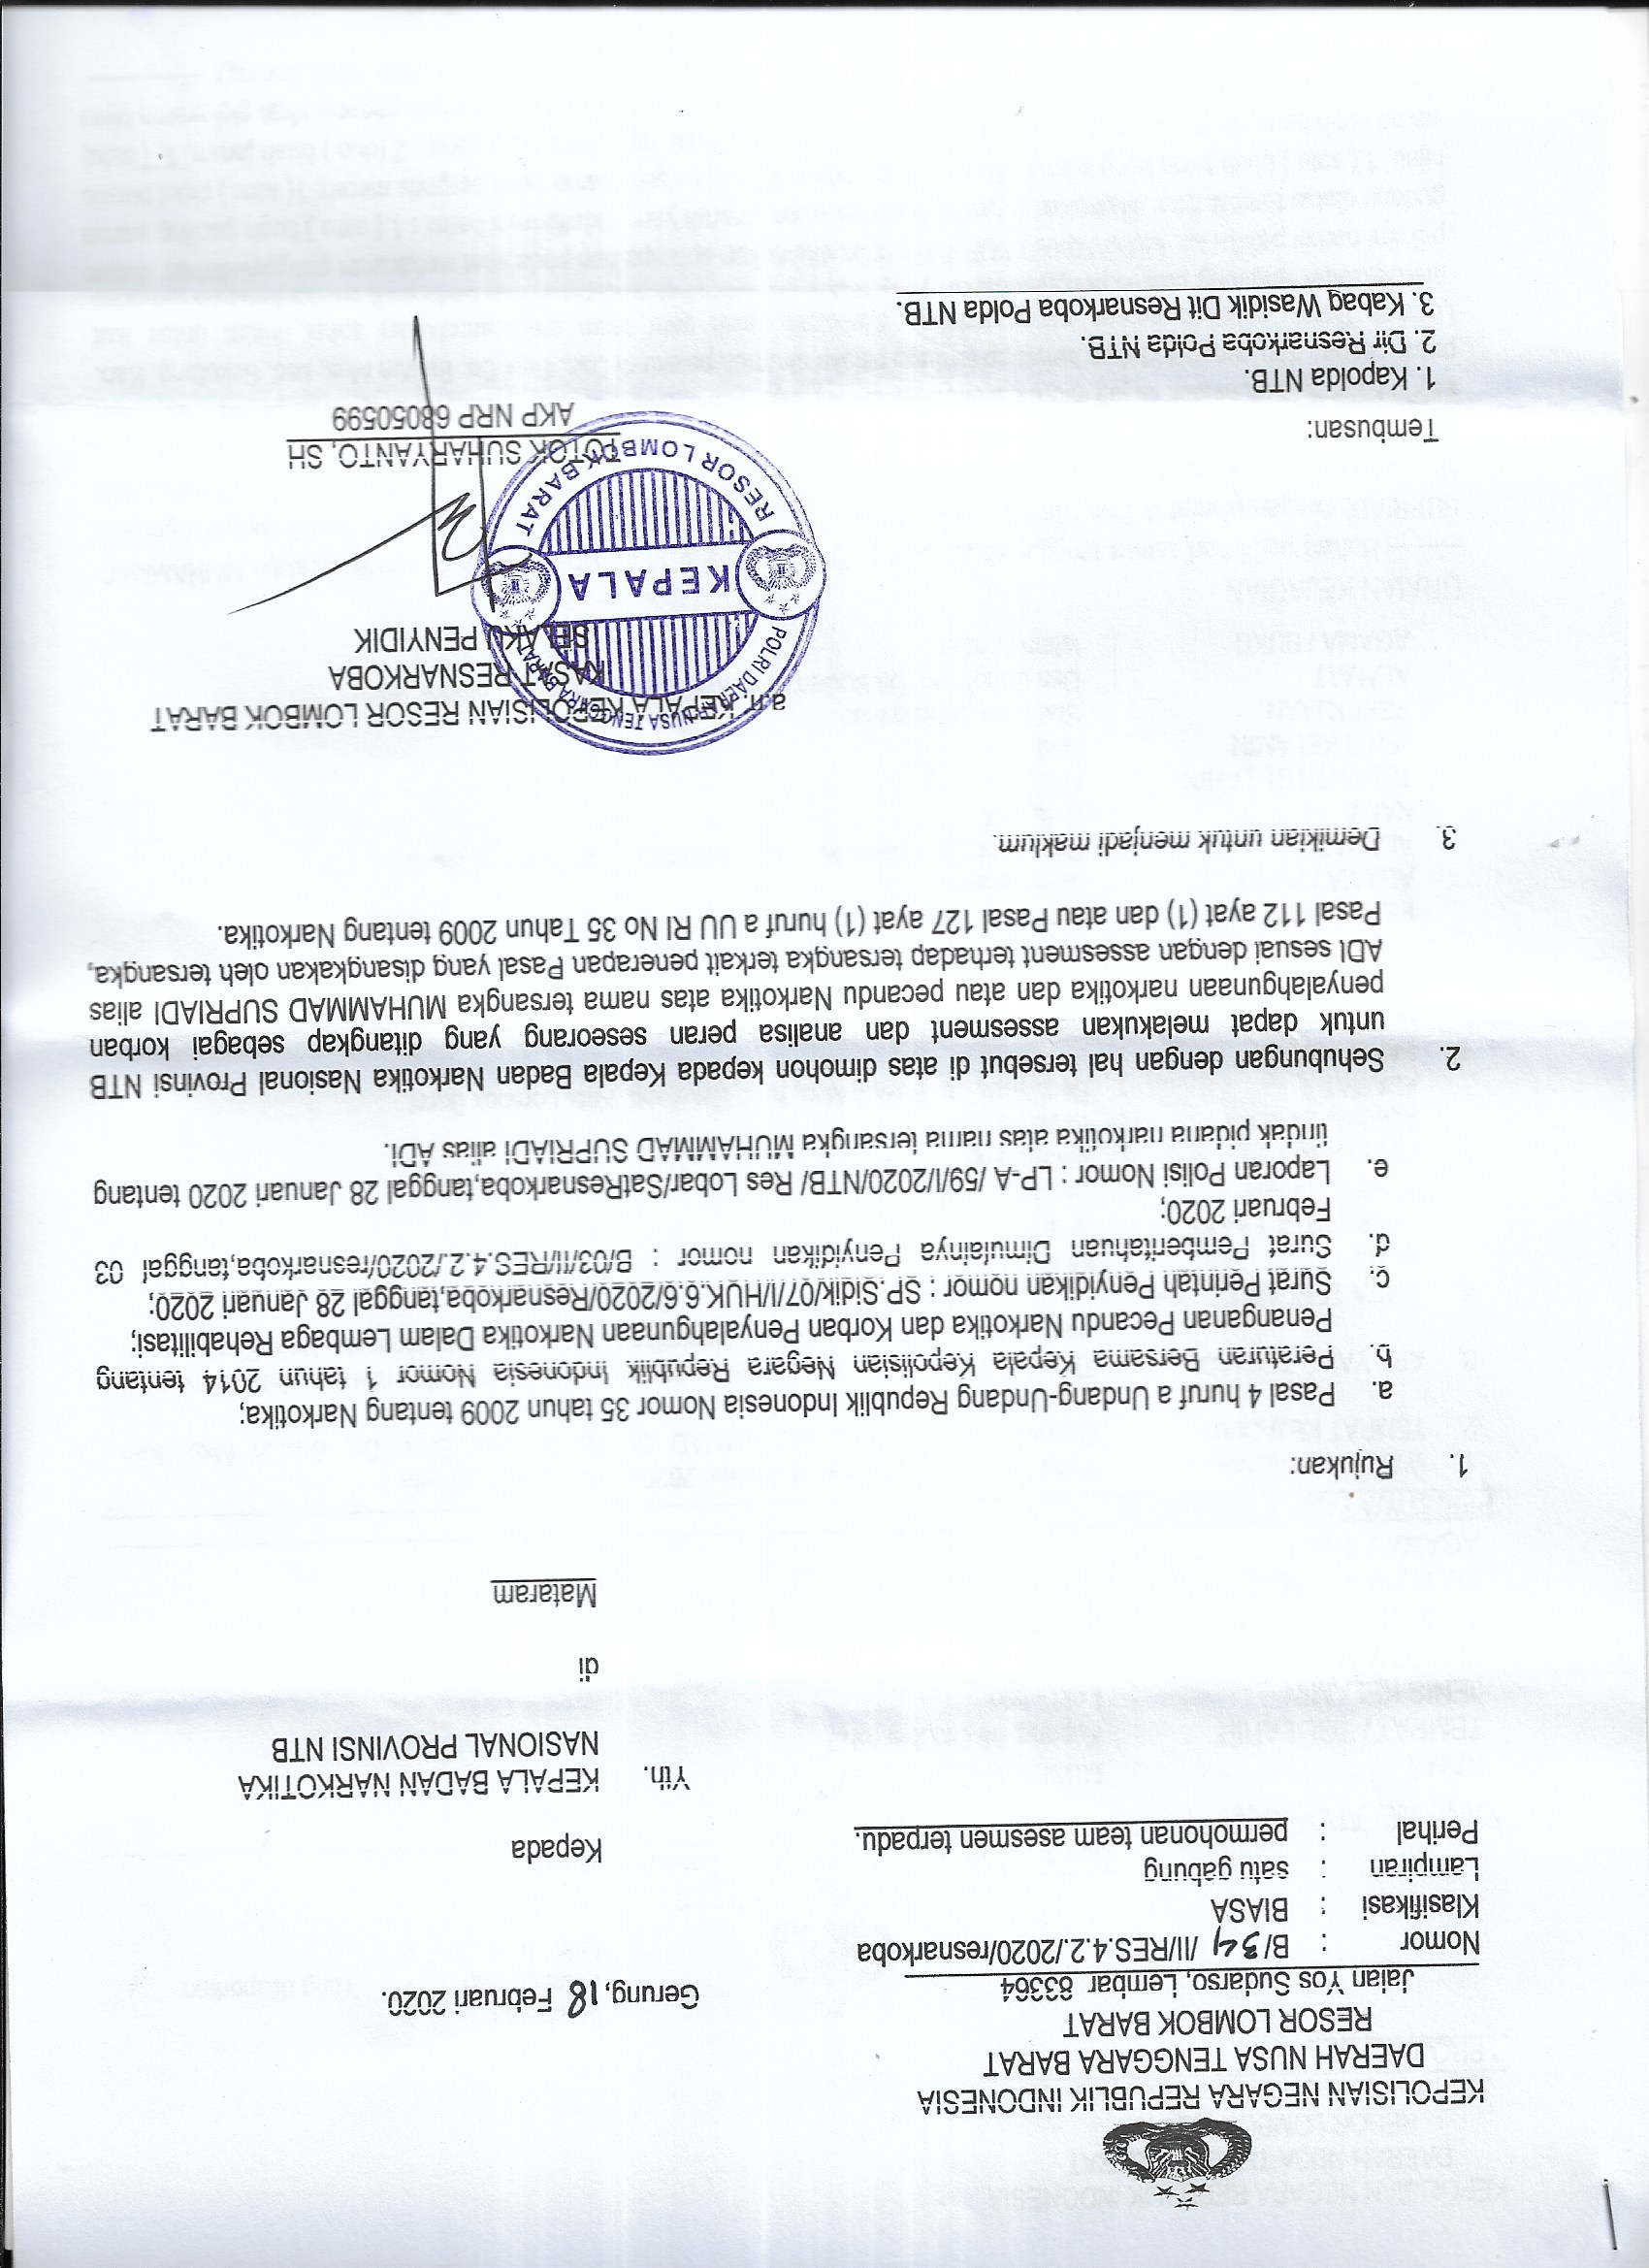 KEPOLISIAN NEGARA REPUBLIK INDONESIA
DAERAH NUSA TENGGARA BARAT
RESOR LOMBOK BARAT
Jalan Yos Sudarso, Lembar 83364
Gerung, 18 Februari 2020.
Nomor : B/34/II/RES.4.2./2020/resnarkoba
Klasifikasi : BIASA
Lampiran : satu gabung
Perihal : permohonan team asesmen terpadu.
Kepada
Yth. KEPALA BADAN NARKOTIKA
NASIONAL PROVINSI NTB
di
Mataram
1. Rujukan:
a. Pasal 4 huruf a Undang-Undang Republik Indonesia Nomor 35 tahun 2009 tentang Narkotika;
b Peraturan Bersama Kepala Kepolisian Negara Republik Indonesia Nomor 1 tahun 2014 tentang
Penanganan Pecandu Narkotika dan Korban Penyalahgunaan Narkotika Dalam Lembaga Rehabilitasi;
c. Surat Perintah Penyidikan nomor : SP.Sidik/07/I/HUK.6.6/2020/Resnarkoba,tanggal 28 Januari 2020;
d. Surat Pemberitahuan Dimulainya Penyidikan nomor : B/03/II/RES.4.2./2020/resnarkoba,tanggal 03
Februari 2020;
e. Laporan Polisi Nomor : LP-A /59/I/2020/NTB/ Res Lobar/SatResnarkoba,tanggal 28 Januari 2020 tentang
tindak pidana narkotika atas nama tersangka MUHAMMAD SUPRIADI alias ADI.
2. Sehubungan dengan hal tersebut di atas dimohon kepada Kepala Badan Narkotika Nasional Provinsi NTB
untuk dapat melakukan assesment dan analisa peran seseorang yang ditangkap sebagai korban
penyalahgunaan narkotika dan atau pecandu Narkotika atas nama tersangka MUHAMMAD SUPRIADI alias
ADI sesuai dengan assesment terhadap tersangka terkait penerapan Pasal yang disangkakan oleh tersangka,
Pasal 112 ayat (1) dan atau Pasal 127 ayat (1) huruf a UU RI No 35 Tahun 2009 tentang Narkotika.
3. Demikian untuk menjadi maklum.
a.n. KEPALA KEPOLISIAN RESOR LOMBOK BARAT
KASAT RESNARKOBA
SELAKU PENYIDIK
POLRI DAERAH NUSA TENGGARA BARAT
KEPALA
RESOR LOMBOK BARAT
SUHARYANTO, SH
AKP NRP 68050599
Tembusan:
1. Kapolda NTB.
2. Dir Resnarkoba Polda NTB.
3. Kabag Wasidik Dit Resnarkoba Polda NTB.